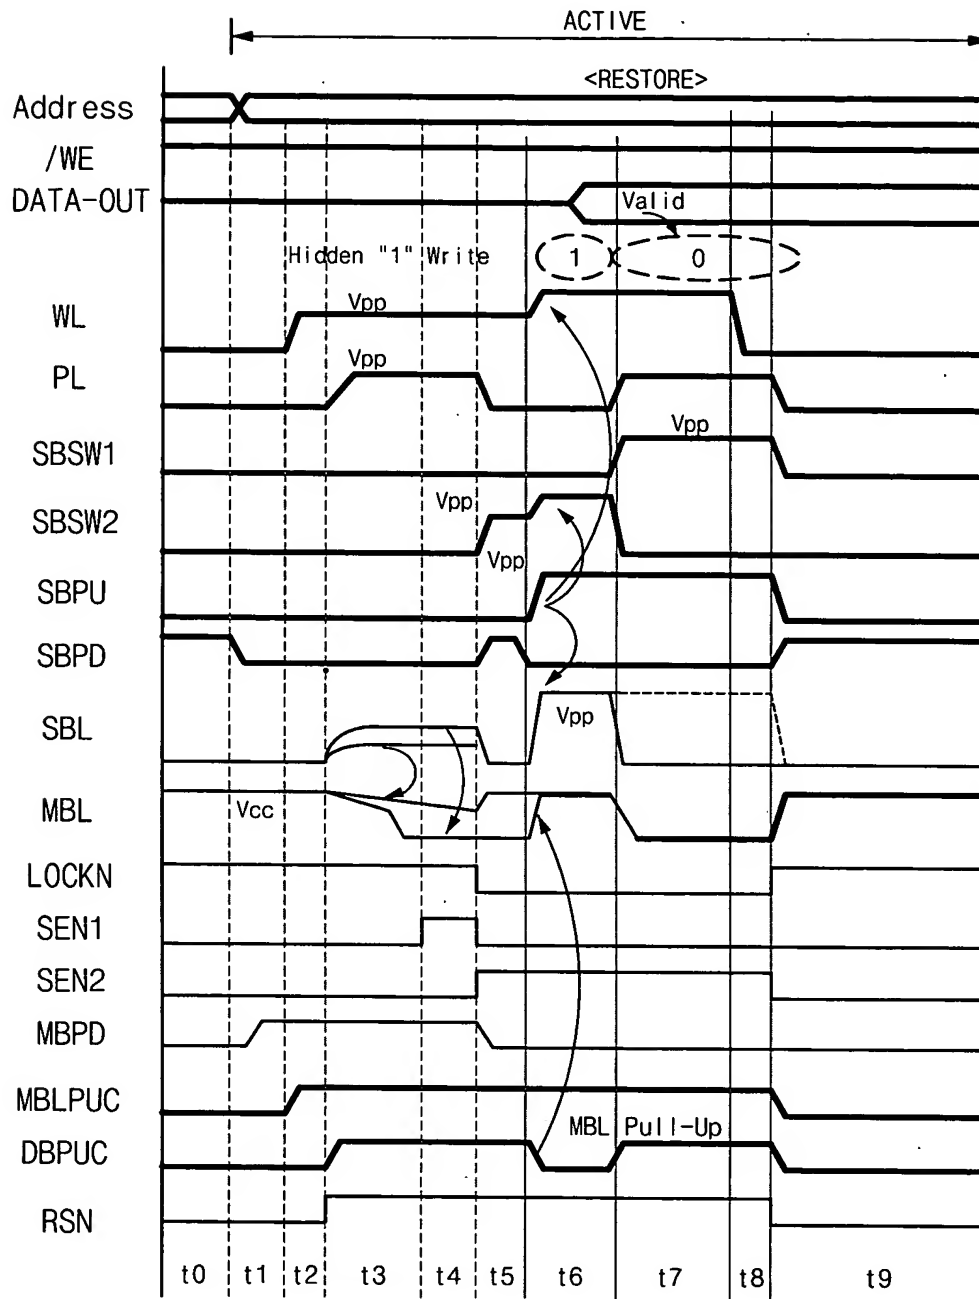 ACTIVE
<RESTORE>
Address
/WE
DATA-OUT
Valid
Hidden "1" Write
1
0
WL
Vpp
PL
Vpp
SBSW1
Vpp
SBSW2
Vpp
SBPU
Vpp
SBPD
SBL
Vpp
MBL
Vcc
LOCKN
SEN1
SEN2
MBPD
MBLPUC
DBPUC
MBL Pull-Up
RSN
t0 t1 t2 t3 t4 t5 t6 t7 t8 t9